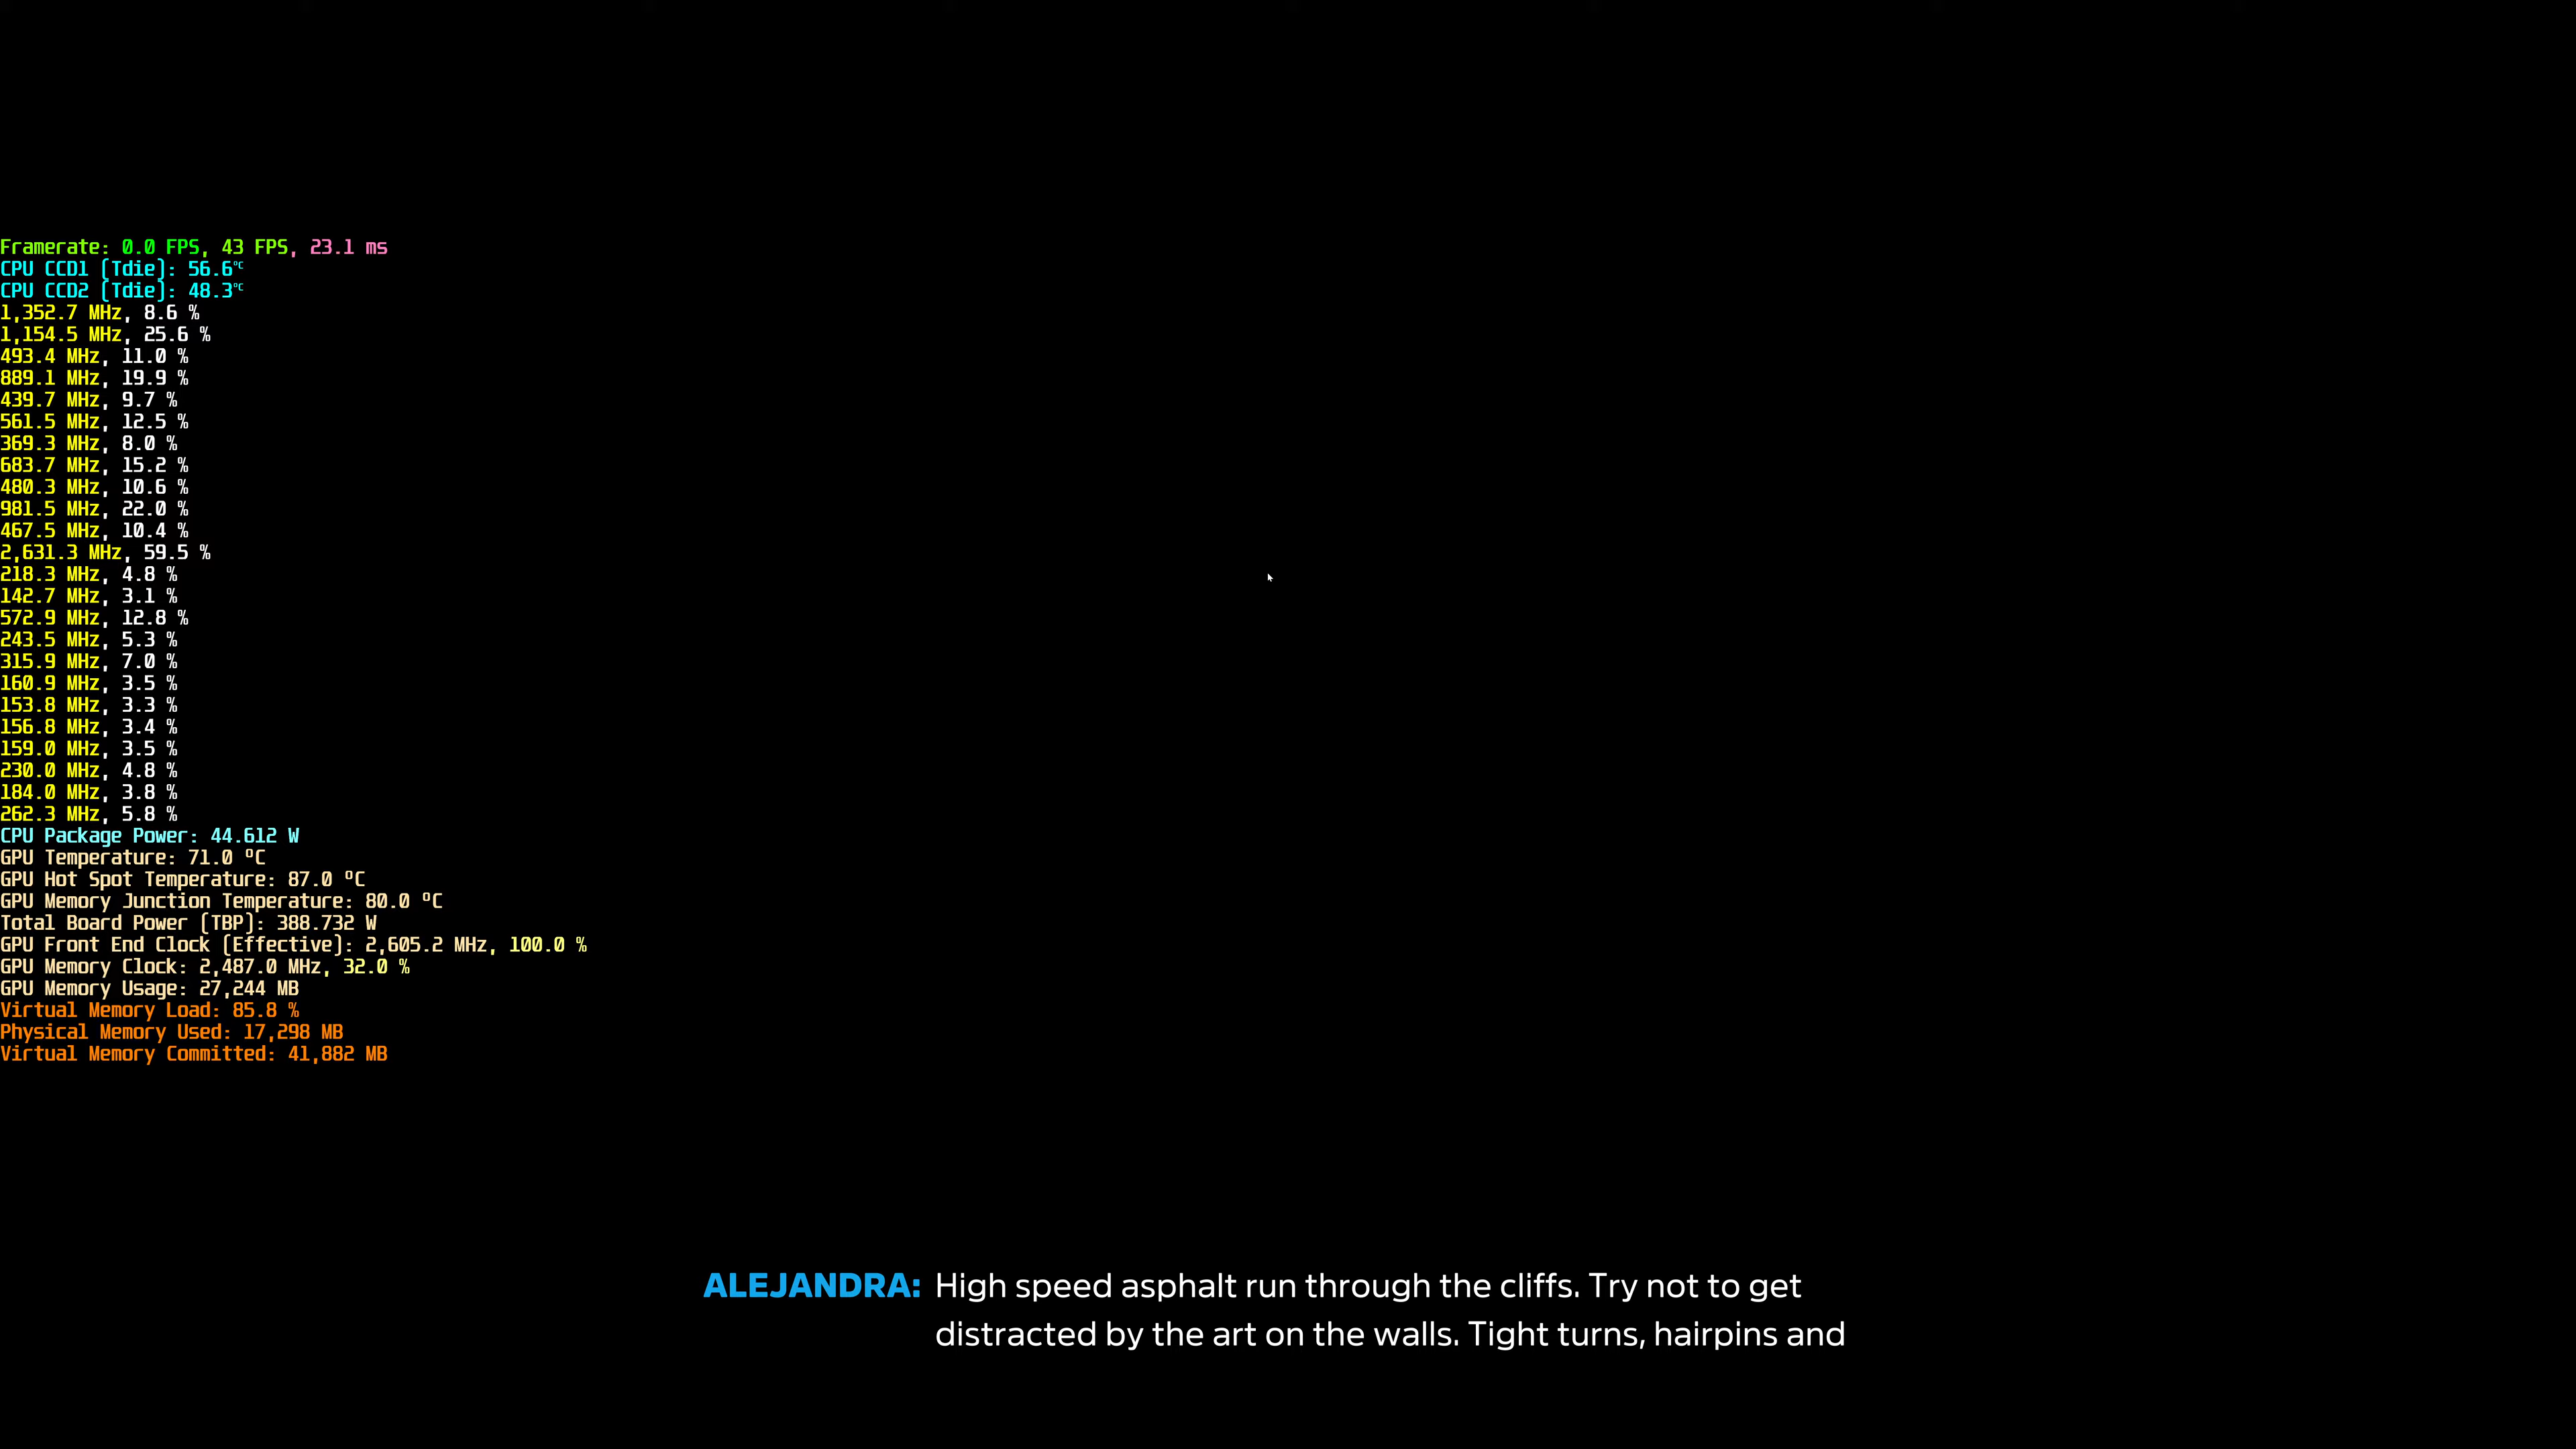 Framerate: 0.0 FPS, 43 FPS, 23.1 ms
CPU CCD1 (Tdie): 56.6°C
CPU CCD2 (Tdie): 48.3°C
1,352.7 MHz, 8.6 %
1,154.5 MHz, 25.6 %
493.4 MHz, 11.0 %
889.1 MHz, 19.9 %
439.7 MHz, 9.7 %
561.5 MHz, 12.5 %
369.3 MHz, 8.0 %
683.7 MHz, 15.2 %
480.3 MHz, 10.6 %
981.5 MHz, 22.0 %
467.5 MHz, 10.4 %
2,631.3 MHz, 59.5 %
218.3 MHz, 4.8 %
142.7 MHz, 3.1 %
572.9 MHz, 12.8 %
243.5 MHz, 5.3 %
315.9 MHz, 7.0 %
160.9 MHz, 3.5 %
153.8 MHz, 3.3 %
156.8 MHz, 3.4 %
159.0 MHz, 3.5 %
230.0 MHz, 4.8 %
184.0 MHz, 3.8 %
262.3 MHz, 5.8 %
CPU Package Power: 44.612 W
GPU Temperature: 71.0 ºC
GPU Hot Spot Temperature: 87.0 ºC
GPU Memory Junction Temperature: 80.0 ºC
Total Board Power (TBP): 388.732 W
GPU Front End Clock (Effective): 2,605.2 MHz, 100.0 %
GPU Memory Clock: 2,487.0 MHz, 32.0 %
GPU Memory Usage: 27,244 MB
Virtual Memory Load: 85.8 %
Physical Memory Used: 17,298 MB
Virtual Memory Committed: 41,882 MB
ALEJANDRA: High speed asphalt run through the cliffs. Try not to get
distracted by the art on the walls. Tight turns, hairpins and